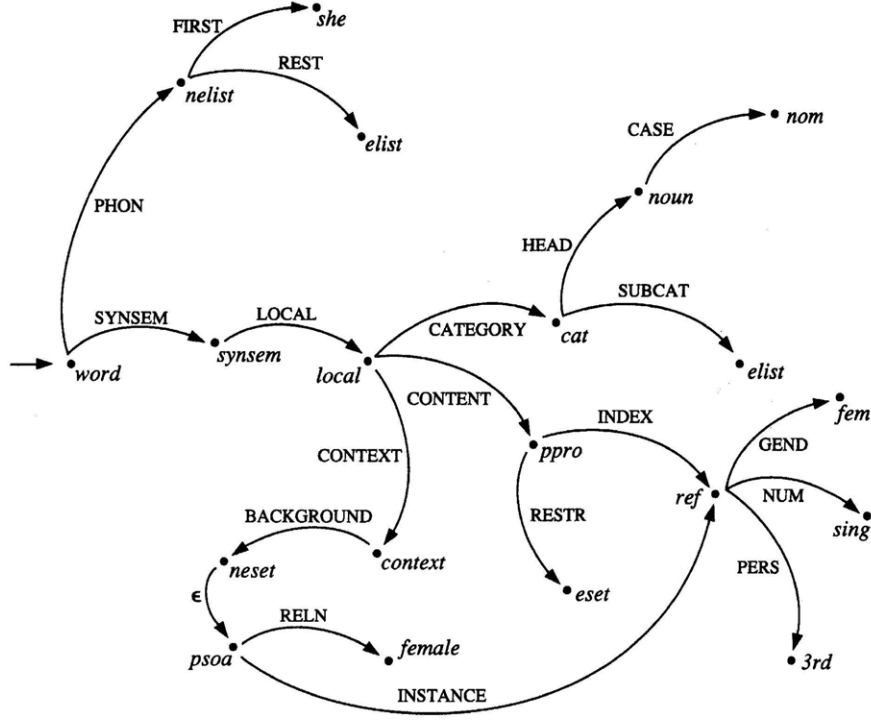 FIRST
she
REST
nelist
elist
CASE
nom
PHON
noun
HEAD
SYNSEM
LOCAL
CATEGORY
SUBCAT
word
synsem
local
cat
elist
CONTENT
fem
INDEX
GEND
CONTEXT
ppro
ref
NUM
sing
BACKGROUND
RESTR
neset
context
PERS
eset
ϵ
RELN
psoa
female
3rd
INSTANCE